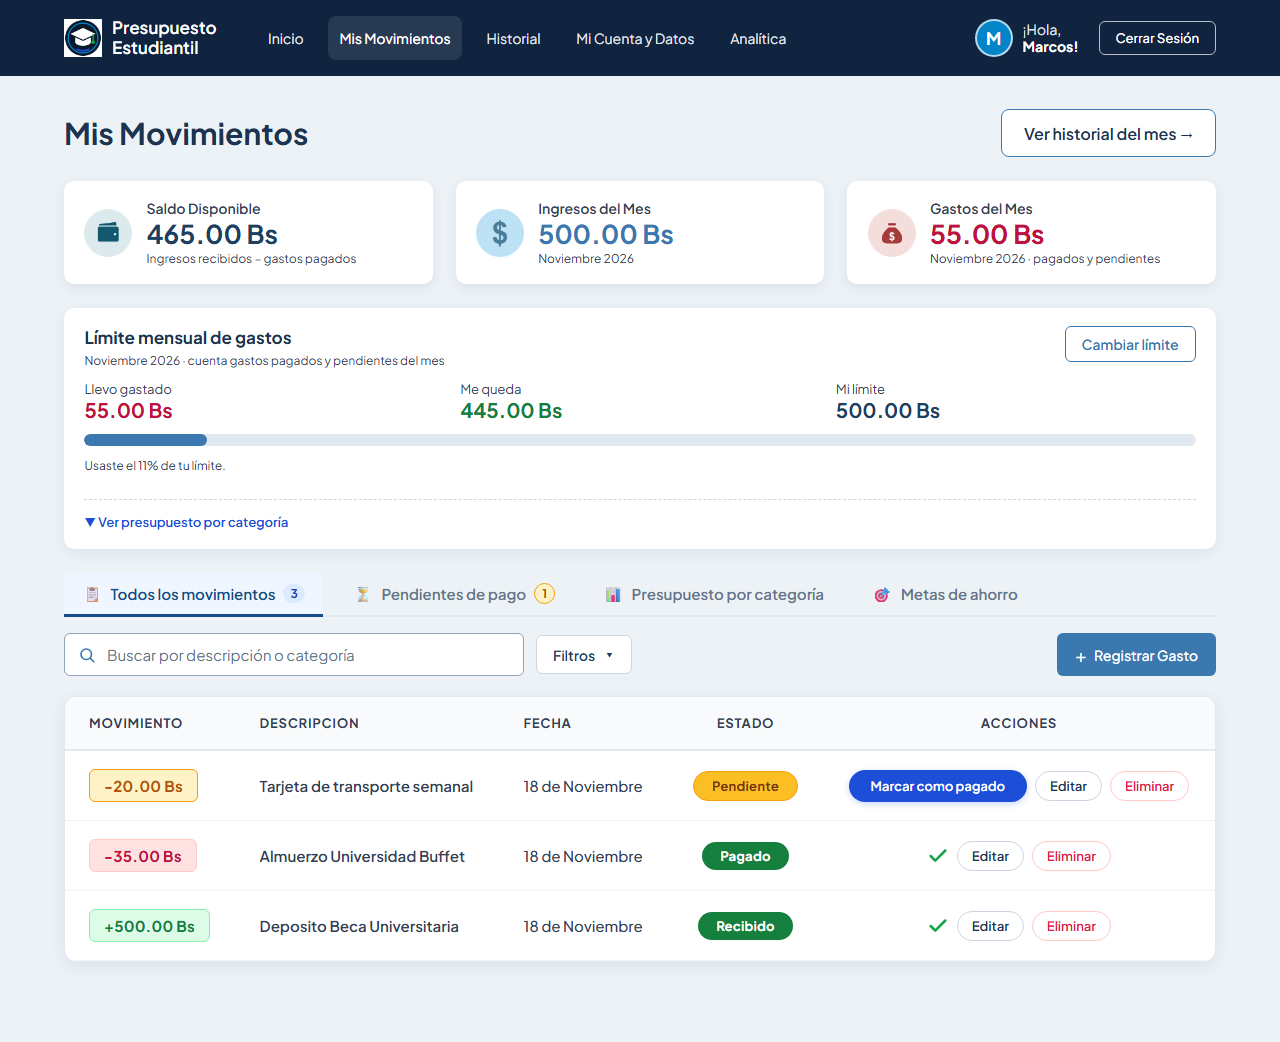 Presupuesto
Estudiantil
Inicio
Mis Movimientos
Historial
Mi Cuenta y Datos
Analítica
M
¡Hola,
Marcos!
Cerrar Sesión
Mis Movimientos
Ver historial del mes →
Saldo Disponible
465.00 Bs
Ingresos recibidos – gastos pagados
$
Ingresos del Mes
500.00 Bs
Noviembre 2026
$
Gastos del Mes
55.00 Bs
Noviembre 2026 · pagados y pendientes
Límite mensual de gastos
Noviembre 2026 · cuenta gastos pagados y pendientes del mes
Cambiar límite
Llevo gastado
55.00 Bs
Me queda
445.00 Bs
Mi límite
500.00 Bs
Usaste el 11% de tu límite.
▼ Ver presupuesto por categoría
Todos los movimientos 3
Pendientes de pago 1
Presupuesto por categoría
Metas de ahorro
Buscar por descripción o categoría
Filtros ▼
+ Registrar Gasto
MOVIMIENTO DESCRIPCION FECHA ESTADO ACCIONES
-20.00 Bs Tarjeta de transporte semanal 18 de Noviembre Pendiente Marcar como pagado Editar Eliminar
-35.00 Bs Almuerzo Universidad Buffet 18 de Noviembre Pagado ✓ Editar Eliminar
+500.00 Bs Deposito Beca Universitaria 18 de Noviembre Recibido ✓ Editar Eliminar